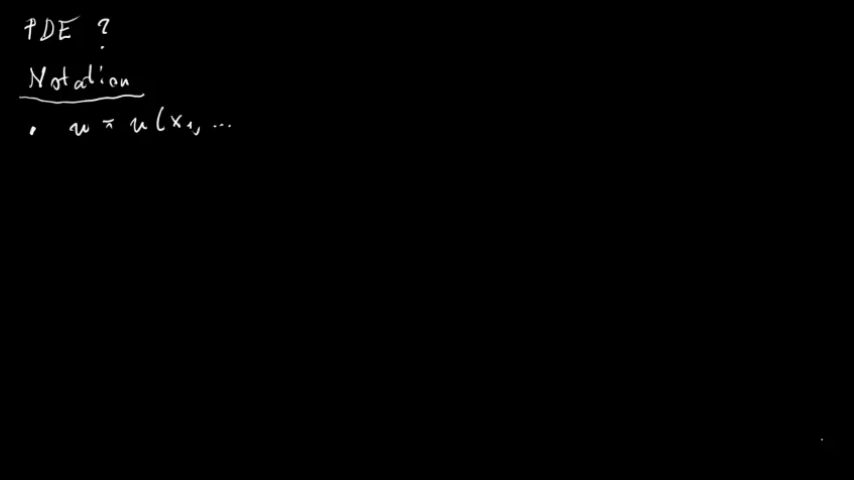 PDE ?
Notation
• u = u(x₁, ...